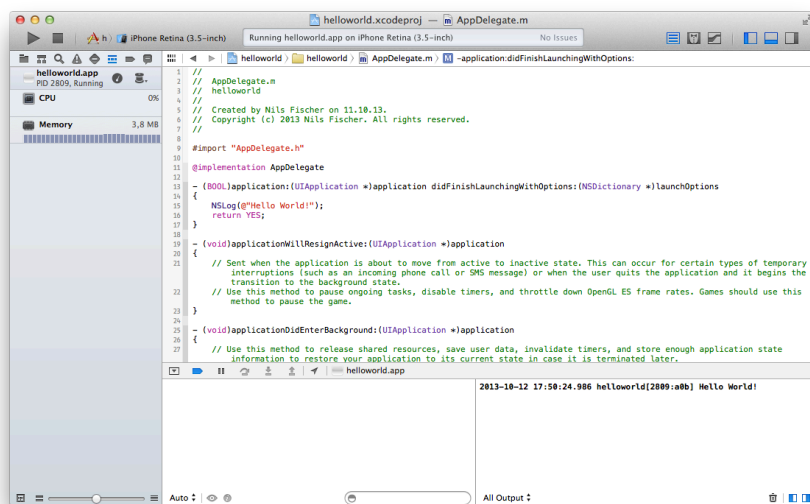 helloworld.xcodeproj — AppDelegate.m
h
iPhone Retina (3.5-inch)
Running helloworld.app on iPhone Retina (3.5-inch)
No Issues
helloworld
helloworld
AppDelegate.m
M -application:didFinishLaunchingWithOptions:
helloworld.app
PID 2809, Running
CPU 0%
Memory 3,8 MB
1 //
2 // AppDelegate.m
3 // helloworld
4 //
5 // Created by Nils Fischer on 11.10.13.
6 // Copyright (c) 2013 Nils Fischer. All rights reserved.
7 //
8
9 #import "AppDelegate.h"
10
11 @implementation AppDelegate
12
13 - (BOOL)application:(UIApplication *)application didFinishLaunchingWithOptions:(NSDictionary *)launchOptions
14 {
15 NSLog(@"Hello World!");
16 return YES;
17 }
18
19 - (void)applicationWillResignActive:(UIApplication *)application
20 {
21 // Sent when the application is about to move from active to inactive state. This can occur for certain types of temporary
interruptions (such as an incoming phone call or SMS message) or when the user quits the application and it begins the
transition to the background state.
22 // Use this method to pause ongoing tasks, disable timers, and throttle down OpenGL ES frame rates. Games should use this
method to pause the game.
23 }
24
25 - (void)applicationDidEnterBackground:(UIApplication *)application
26 {
27 // Use this method to release shared resources, save user data, invalidate timers, and store enough application state
information to restore your application to its current state in case it is terminated later.
helloworld.app
2013-10-12 17:50:24.986 helloworld[2809:a0b] Hello World!
Auto
All Output